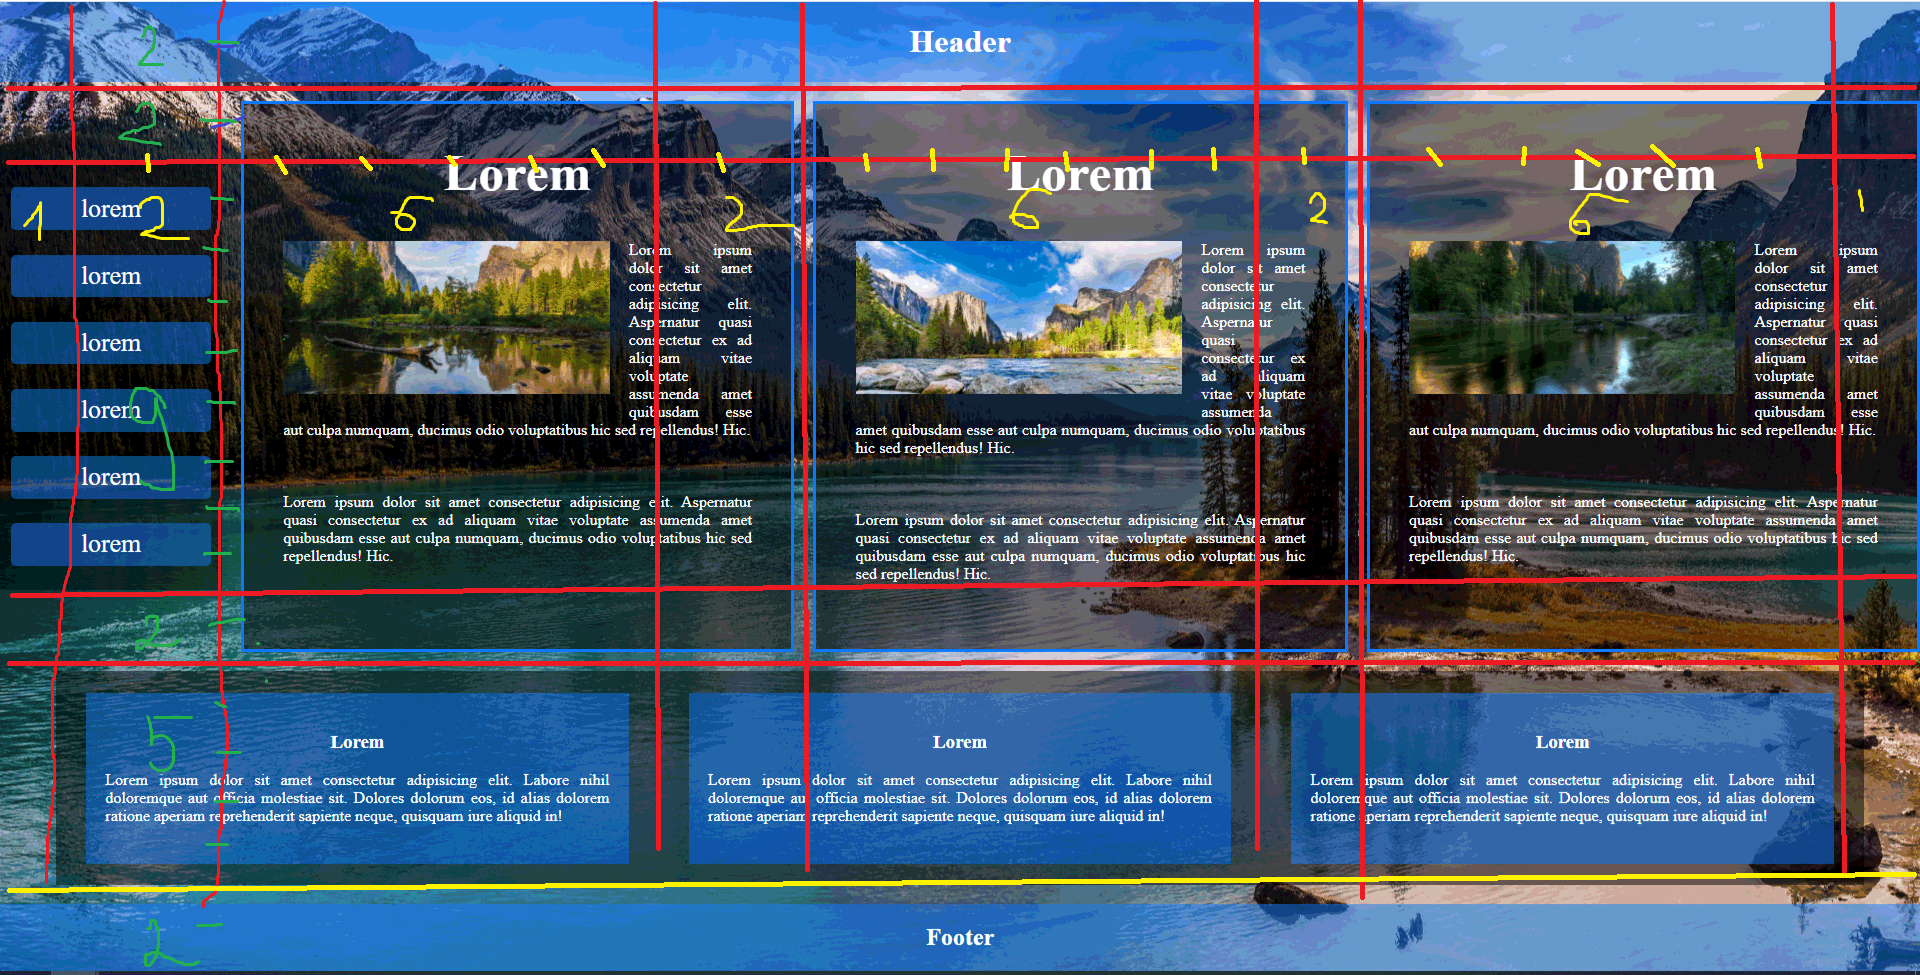 Header
2
2
Lorem
Lorem
Lorem
lorem
lorem
lorem
lorem
lorem
lorem
1
2
6
2
6
2
6
1
9
2
5
2
Lorem ipsum
dolor sit amet
consectetur
adipisicing elit.
Aspernatur quasi
consectetur ex ad
aliquam vitae
voluptate
assumenda amet
quibusdam esse
aut culpa numquam, ducimus odio voluptatibus hic sed repellendus! Hic.
Lorem ipsum dolor sit amet consectetur adipisicing elit. Aspernatur
quasi consectetur ex ad aliquam vitae voluptate assumenda amet
quibusdam esse aut culpa numquam, ducimus odio voluptatibus hic sed
repellendus! Hic.
Lorem ipsum
dolor sit amet
consectetur
adipisicing elit.
Aspernatur
quasi
consectetur ex
ad aliquam
vitae voluptate
assumenda
amet quibusdam esse aut culpa numquam, ducimus odio voluptatibus
hic sed repellendus! Hic.
Lorem ipsum dolor sit amet consectetur adipisicing elit. Aspernatur
quasi consectetur ex ad aliquam vitae voluptate assumenda amet
quibusdam esse aut culpa numquam, ducimus odio voluptatibus hic
sed repellendus! Hic.
Lorem ipsum
dolor sit amet
consectetur
adipisicing elit.
Aspernatur quasi
consectetur ex ad
aliquam vitae
voluptate
assumenda amet
quibusdam esse
aut culpa numquam, ducimus odio voluptatibus hic sed repellendus! Hic.
Lorem ipsum dolor sit amet consectetur adipisicing elit. Aspernatur
quasi consectetur ex ad aliquam vitae voluptate assumenda amet
quibusdam esse aut culpa numquam, ducimus odio voluptatibus hic sed
repellendus! Hic.
Lorem
Lorem ipsum dolor sit amet consectetur adipisicing elit. Labore nihil
doloremque aut officia molestiae sit. Dolores dolorum eos, id alias dolorem
ratione aperiam reprehenderit sapiente neque, quisquam iure aliquid in!
Lorem
Lorem ipsum dolor sit amet consectetur adipisicing elit. Labore nihil
doloremque aut officia molestiae sit. Dolores dolorum eos, id alias dolorem
ratione aperiam reprehenderit sapiente neque, quisquam iure aliquid in!
Lorem
Lorem ipsum dolor sit amet consectetur adipisicing elit. Labore nihil
doloremque aut officia molestiae sit. Dolores dolorum eos, id alias dolorem
ratione aperiam reprehenderit sapiente neque, quisquam iure aliquid in!
Footer